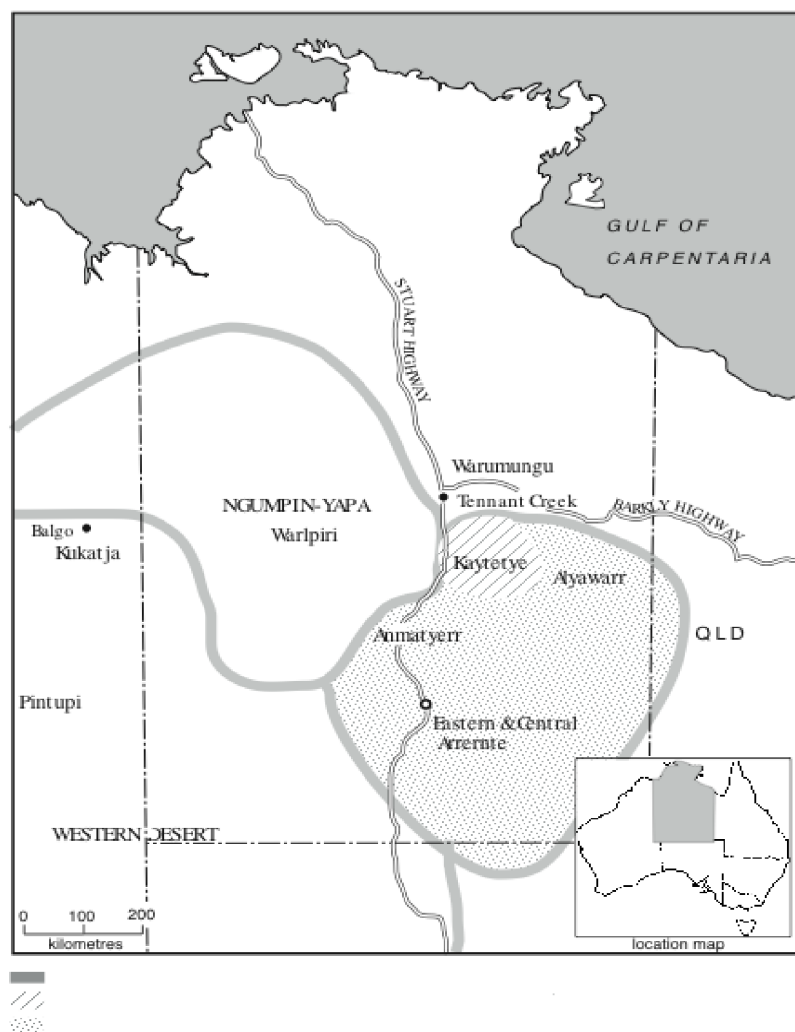 GULF OF
CARPENTARIA
STUART HIGHWAY
Warumungu
Tennant Creek
BARKLY HIGHWAY
NGUMPIN-YAPA
Warlpiri
Balgo
Kukatja
Kaytetye
Alyawarr
Anmatyerr
QLD
Pintupi
Eastern & Central
Arrernte
WESTERN DESERT
0 100 200
kilometres
location map